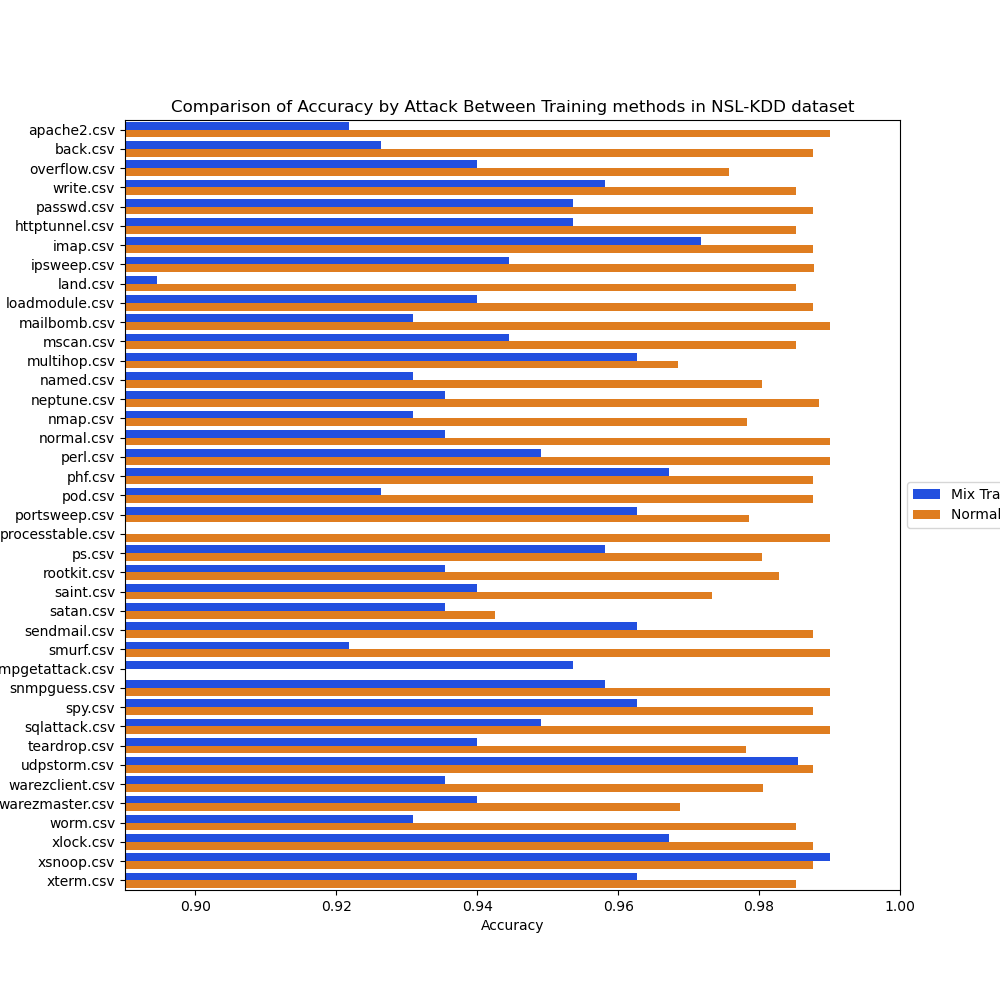 Comparison of Accuracy by Attack Between Training methods in NSL-KDD dataset
apache2.csv
back.csv
overflow.csv
write.csv
passwd.csv
httptunnel.csv
imap.csv
ipsweep.csv
land.csv
loadmodule.csv
mailbomb.csv
mscan.csv
multihop.csv
named.csv
neptune.csv
nmap.csv
normal.csv
perl.csv
phf.csv
pod.csv
portsweep.csv
processtable.csv
ps.csv
rootkit.csv
saint.csv
satan.csv
sendmail.csv
smurf.csv
mpgetattack.csv
snmpguess.csv
spy.csv
sqlattack.csv
teardrop.csv
udpstorm.csv
warezclient.csv
warezmaster.csv
worm.csv
xlock.csv
xsnoop.csv
xterm.csv
Mix Tra
Normal
0.90 0.92 0.94 0.96 0.98 1.00
Accuracy